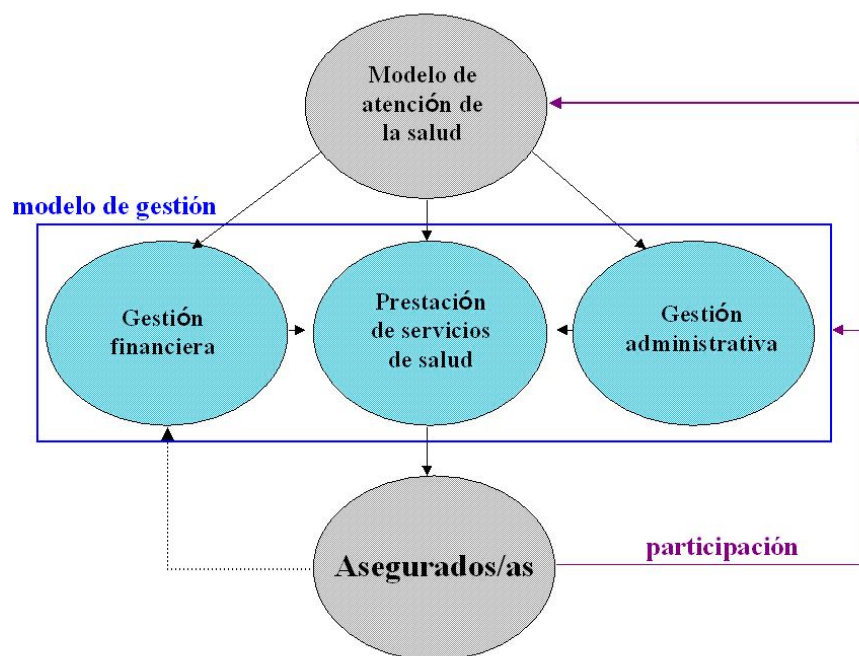 Modelo de
atención de
la salud
modelo de gestión
Gestión
financiera
Prestación
de servicios
de salud
Gestión
administrativa
Asegurados/as
participación